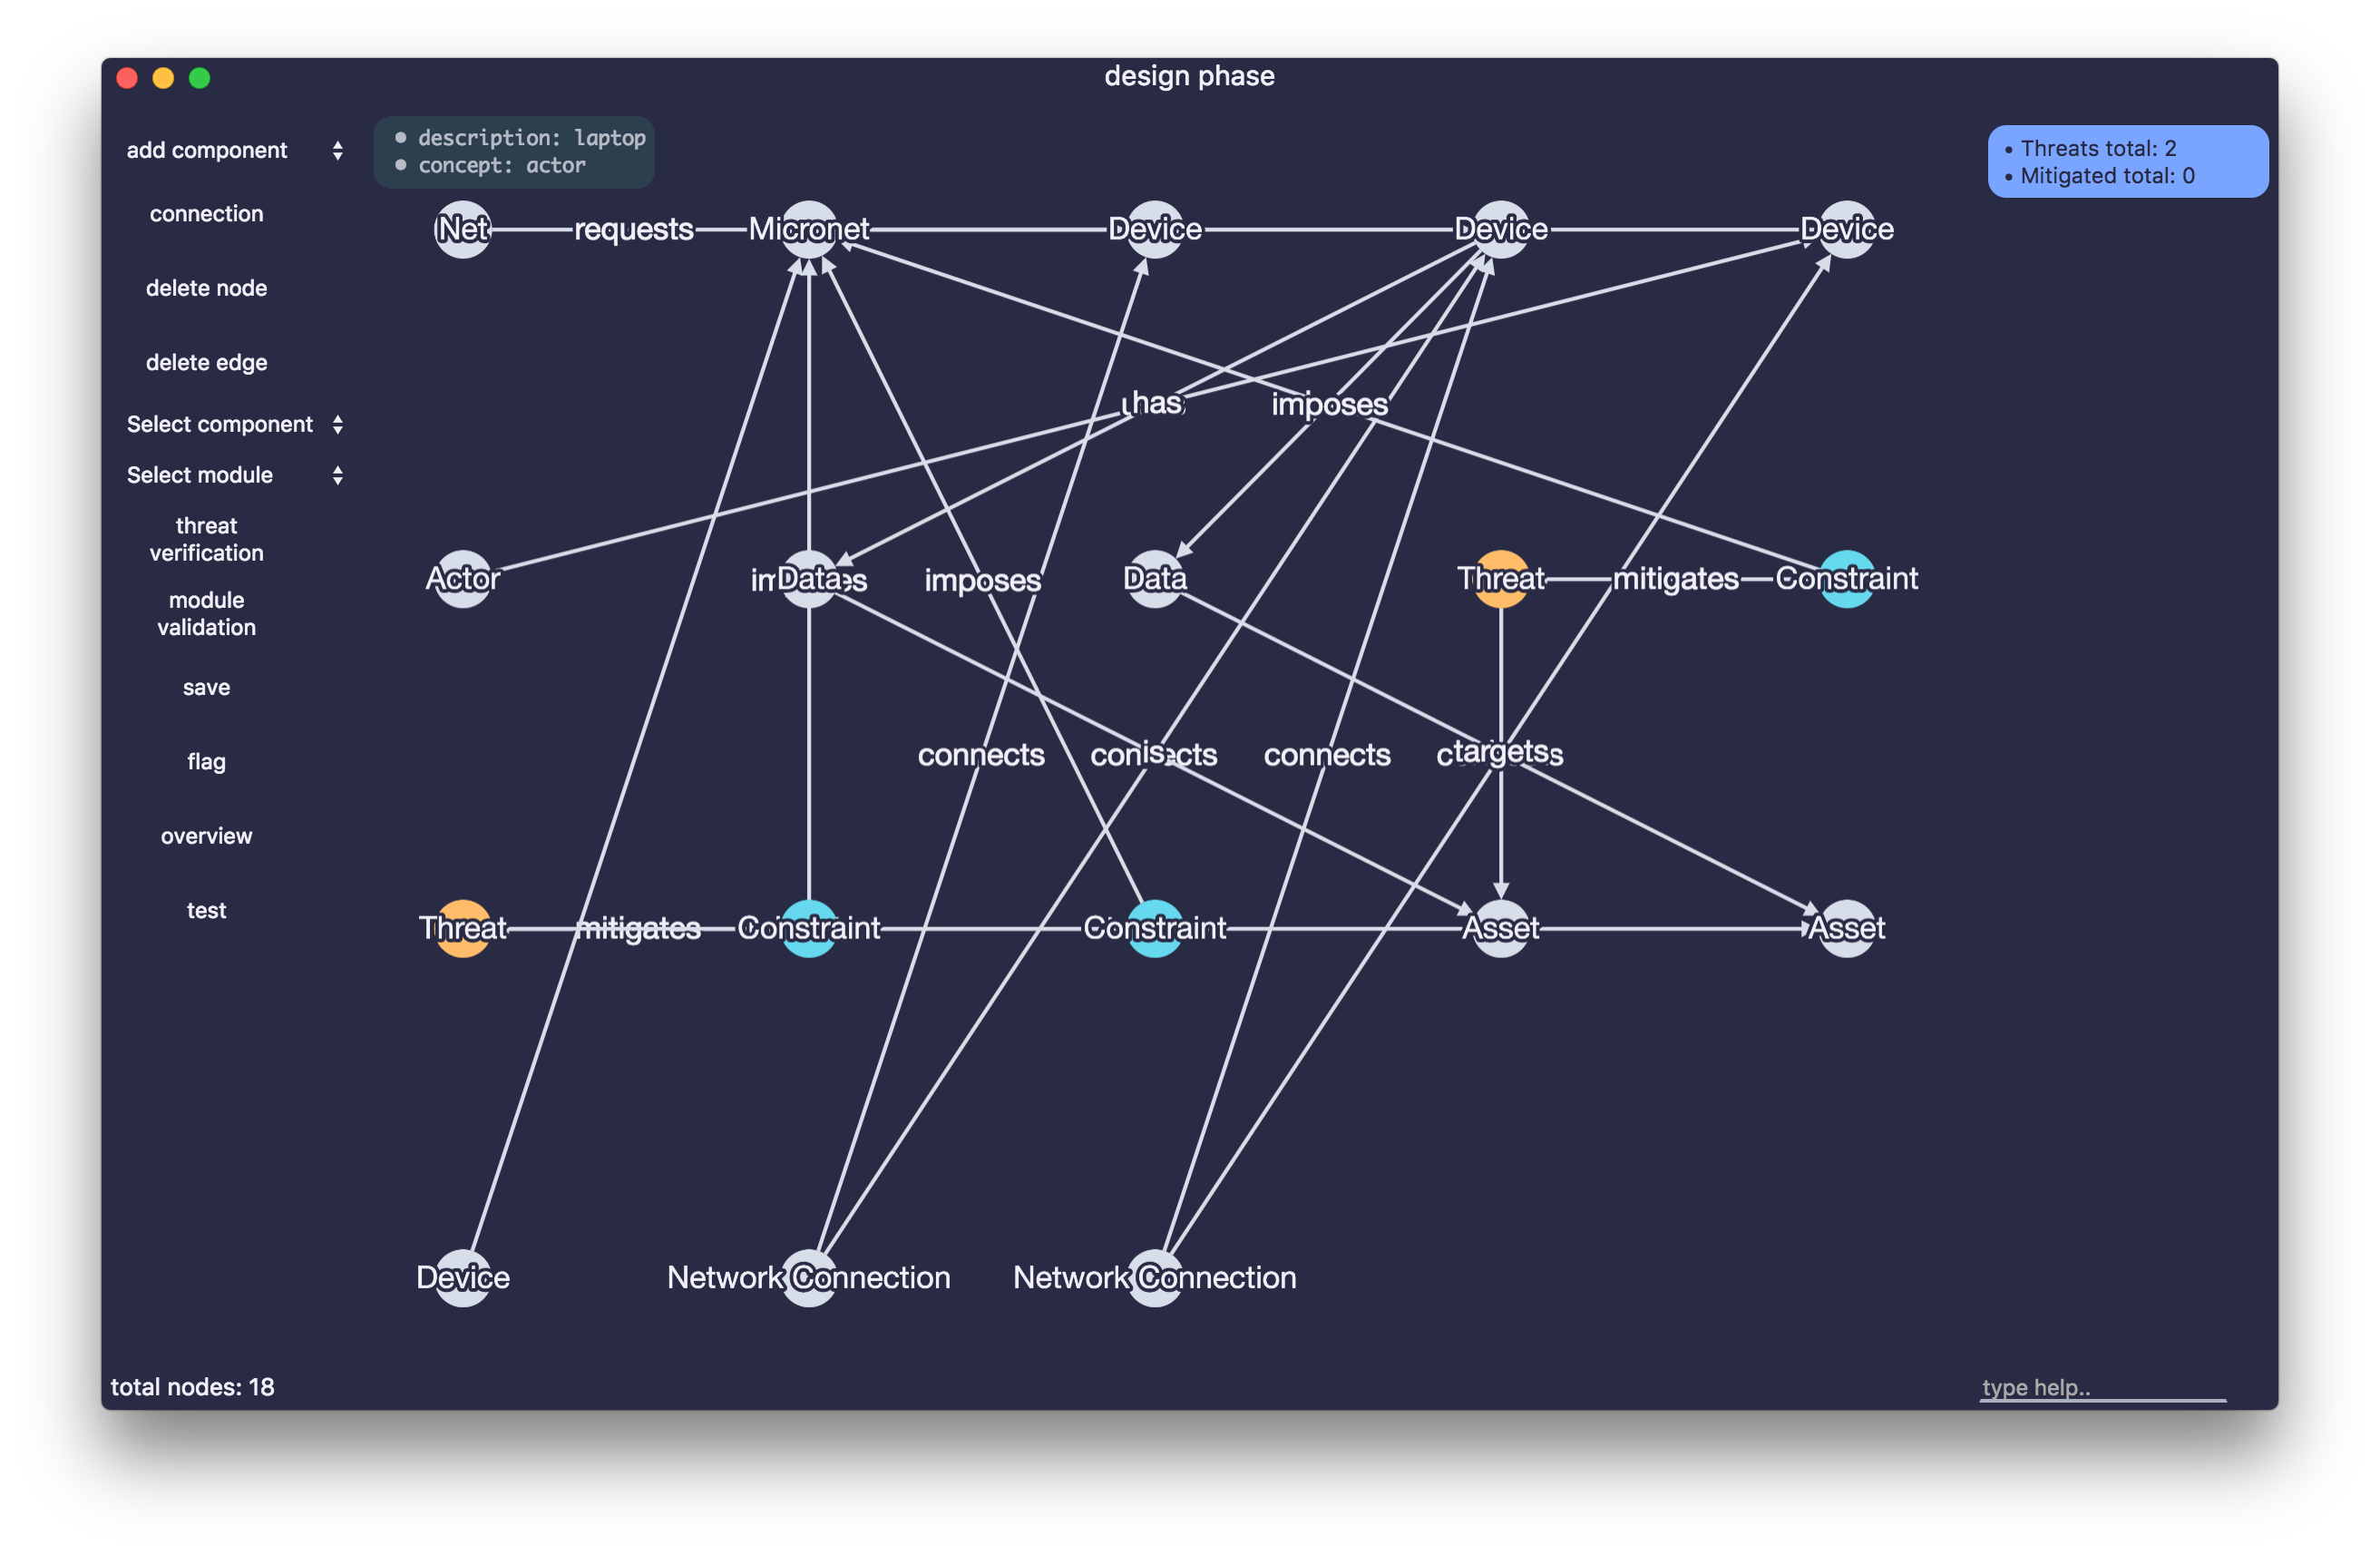 design phase
add component
• description: laptop
• concept: actor
• Threats total: 2
• Mitigated total: 0
connection
Net
requests
Micronet
Device
Device
Device
delete node
delete edge
has
imposes
Select component
Select module
threat
verification
Actor
Data
imposes
Data
Threat
mitigates
Constraint
module
validation
save
flag
connects
is
connects
targets
overview
test
Threat
mitigates
Constraint
Constraint
Asset
Asset
Device
Network Connection
Network Connection
total nodes: 18
type help..